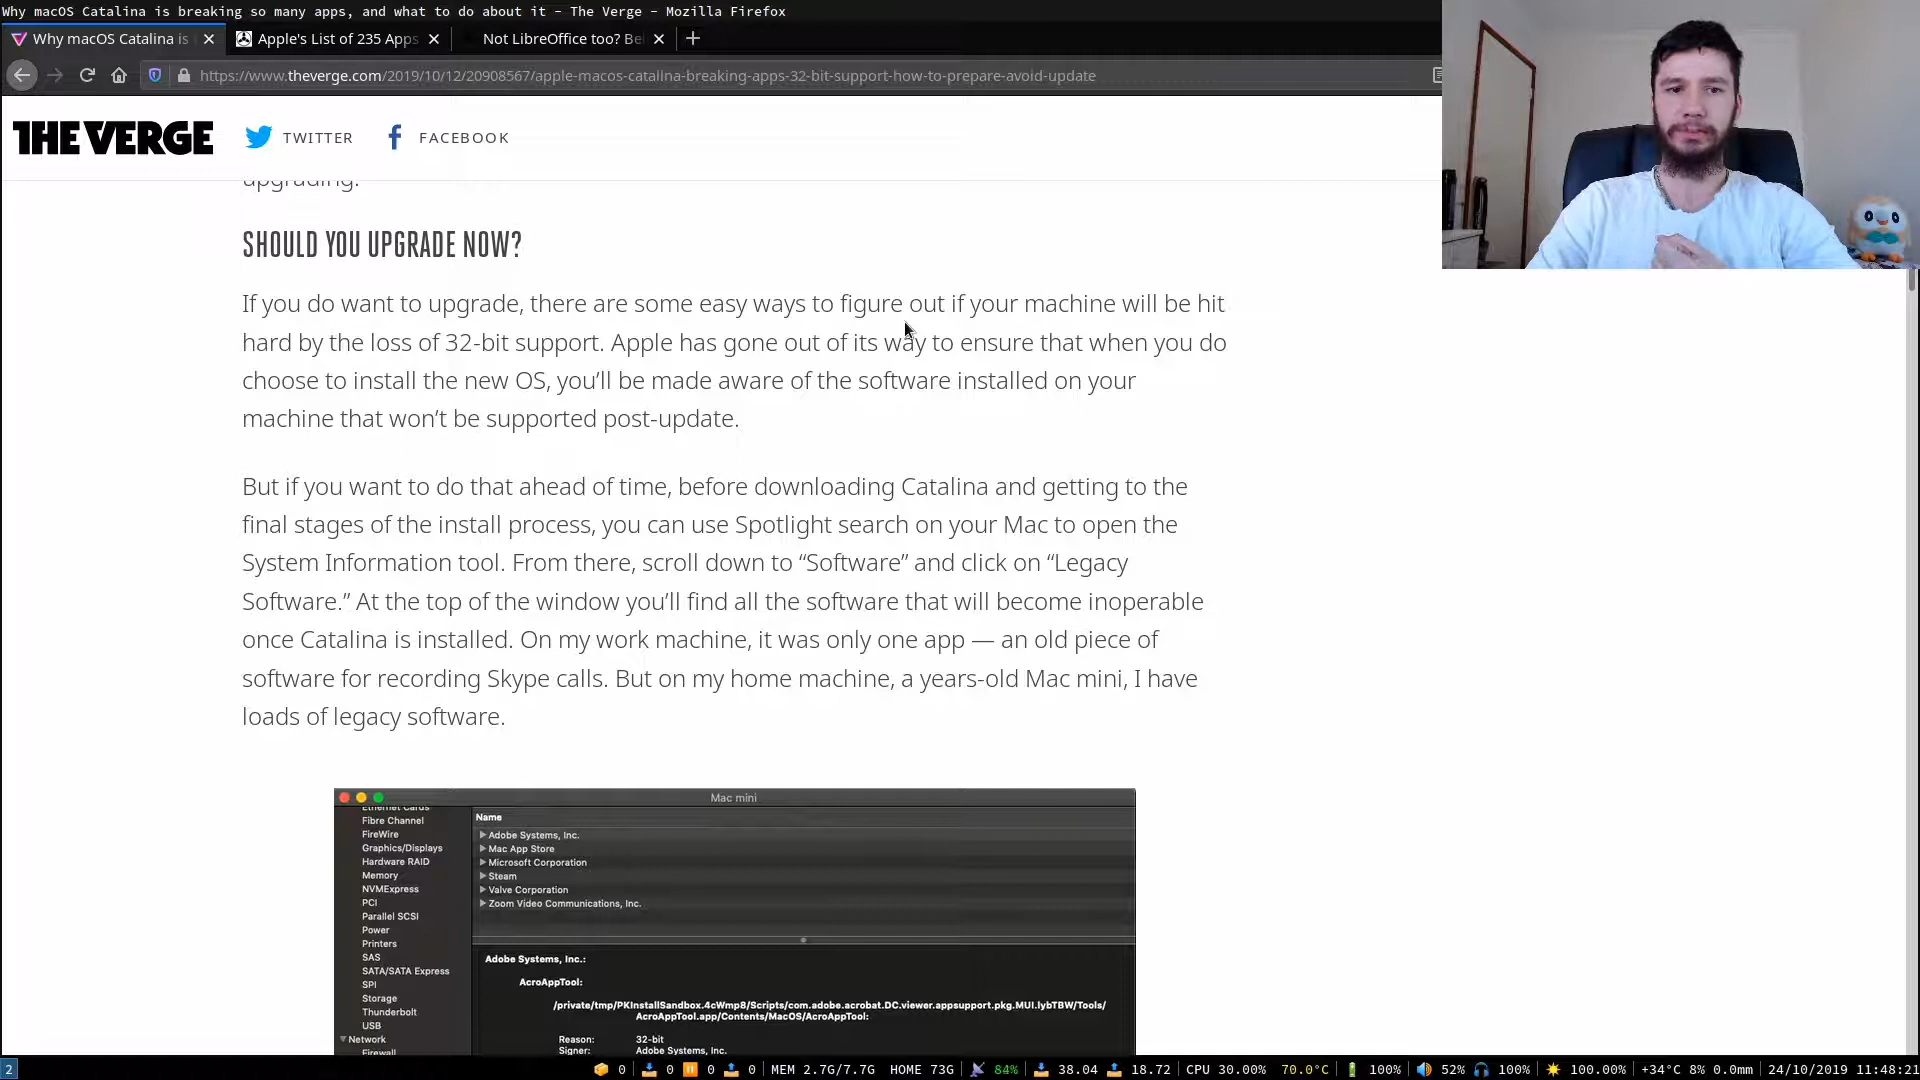 Why macOS Catalina is breaking so many apps, and what to do about it - The Verge - Mozilla Firefox
Why macOS Catalina is
Apple's List of 235 Apps
Not LibreOffice too? Be
https://www.theverge.com/2019/10/12/20908567/apple-macos-catalina-breaking-apps-32-bit-support-how-to-prepare-avoid-update
THE VERGE
TWITTER
FACEBOOK
upgrading.
SHOULD YOU UPGRADE NOW?
If you do want to upgrade, there are some easy ways to figure out if your machine will be hit
hard by the loss of 32-bit support. Apple has gone out of its way to ensure that when you do
choose to install the new OS, you’ll be made aware of the software installed on your
machine that won’t be supported post-update.
But if you want to do that ahead of time, before downloading Catalina and getting to the
final stages of the install process, you can use Spotlight search on your Mac to open the
System Information tool. From there, scroll down to “Software” and click on “Legacy
Software.” At the top of the window you’ll find all the software that will become inoperable
once Catalina is installed. On my work machine, it was only one app — an old piece of
software for recording Skype calls. But on my home machine, a years-old Mac mini, I have
loads of legacy software.
Mac mini
Ethernet Cards
Fibre Channel
FireWire
Graphics/Displays
Hardware RAID
Memory
NVMExpress
PCI
Parallel SCSI
Power
Printers
SAS
SATA/SATA Express
SPI
Storage
Thunderbolt
USB
Network
Firewall
Name
Adobe Systems, Inc.
Mac App Store
Microsoft Corporation
Steam
Valve Corporation
Zoom Video Communications, Inc.
Adobe Systems, Inc.:
AcroAppTool:
/private/tmp/PKInstallSandbox.4cWmp8/Scripts/com.adobe.acrobat.DC.viewer.appsupport.pkg.MUI.lybTBW/Tools/
AcroAppTool.app/Contents/MacOS/AcroAppTool:
Reason: 32-bit
Signer: Adobe Systems, Inc.
2
0 0 0 0 MEM 2.7G/7.7G HOME 73G 84% 38.04 18.72 CPU 30.00% 70.0°C 100% 52% 100% 100.00% +34°C 8% 0.0mm 24/10/2019 11:48:21